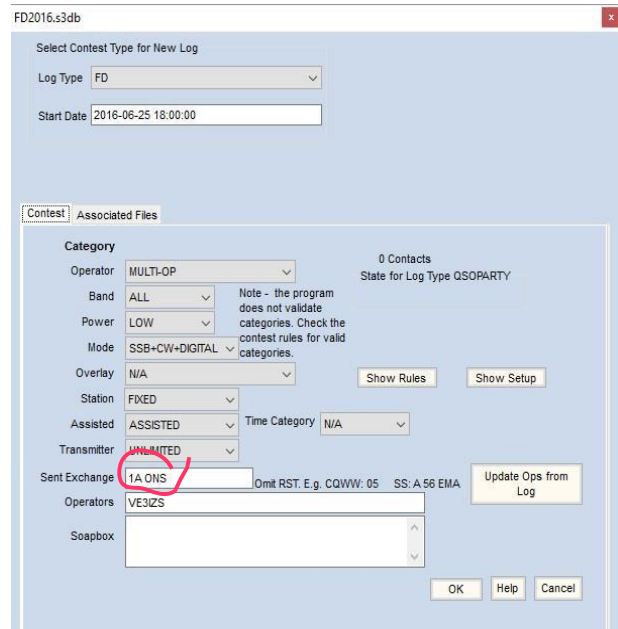 FD2016.s3db
x
Select Contest Type for New Log
Log Type FD
Start Date 2016-06-25 18:00:00
Contest Associated Files
Category
0 Contacts
State for Log Type QSOPARTY
Operator MULTI-OP
Band ALL
Power LOW
Mode SSB+CW+DIGITAL
Note - the program
does not validate
categories. Check the
contest rules for valid
categories.
Overlay N/A
Show Rules Show Setup
Station FIXED
Assisted ASSISTED Time Category N/A
Transmitter UNLIMITED
Sent Exchange 1A ONS Omit RST. E.g. CQWW: 05 SS: A 56 EMA
Update Ops from
Log
Operators VE3IZS
Soapbox
OK Help Cancel